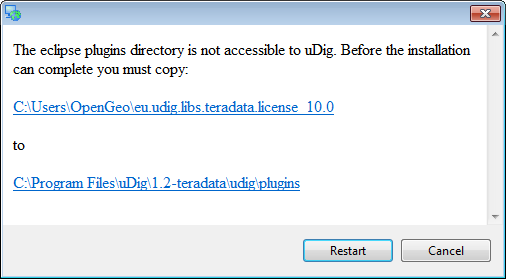 The eclipse plugins directory is not accessible to uDig. Before the installation
can complete you must copy:
C:\Users\OpenGeo\eu.udig.libs.teradata.license_10.0
to
C:\Program Files\uDig\1.2-teradata\udig\plugins
Restart
Cancel